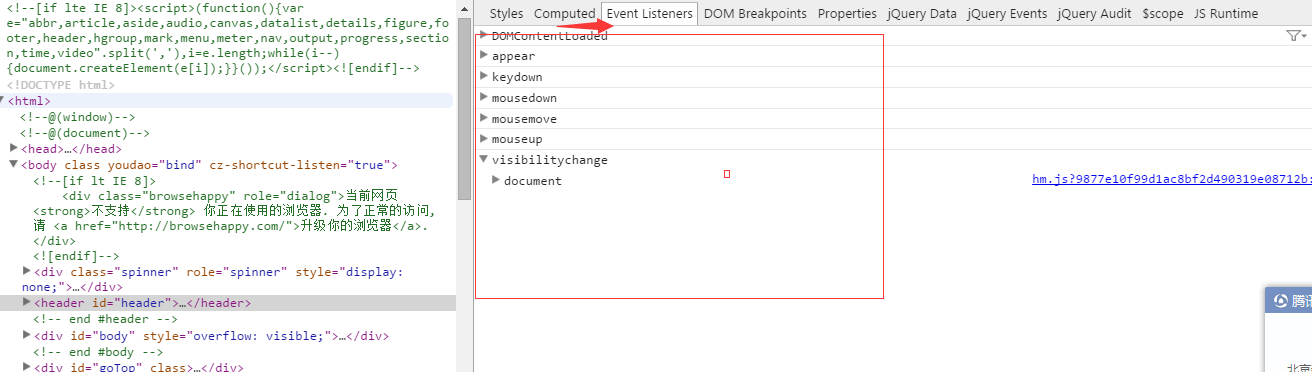 <!--[if lte IE 8]><script>(function(){var
e="abbr,article,aside,audio,canvas,datalist,details,figure,foo
ter,header,hgroup,mark,menu,meter,nav,output,progress,sectio
n,time,video".split(','),i=e.length;while(i--)
{document.createElement(e[i]);}}());</script><![endif]-->
<!DOCTYPE html>
<html>
<!--@(window)-->
<!--@(document)-->
<head>…</head>
<body class youdao="bind" cz-shortcut-listen="true">
<!--[if lt IE 8]>
<div class="browsehappy" role="dialog">当前网页
<strong>不支持</strong> 你正在使用的浏览器. 为了正常的访问,
请 <a href="http://browsehappy.com/">升级你的浏览器</a>.
</div>
<![endif]-->
<div class="spinner" role="spinner" style="display:
none;">…</div>
<header id="header">…</header>
<!-- end #header -->
<div id="body" style="overflow: visible;">…</div>
<!-- end #body -->
<div id="goTop" class>…</div>
Styles Computed Event Listeners DOM Breakpoints Properties jQuery Data jQuery Events jQuery Audit $scope JS Runtime
DOMContentLoaded
appear
keydown
mousedown
mousemove
mouseup
visibilitychange
document hm.js?9877e10f99d1ac8bf2d490319e08712b:
腾讯
北京